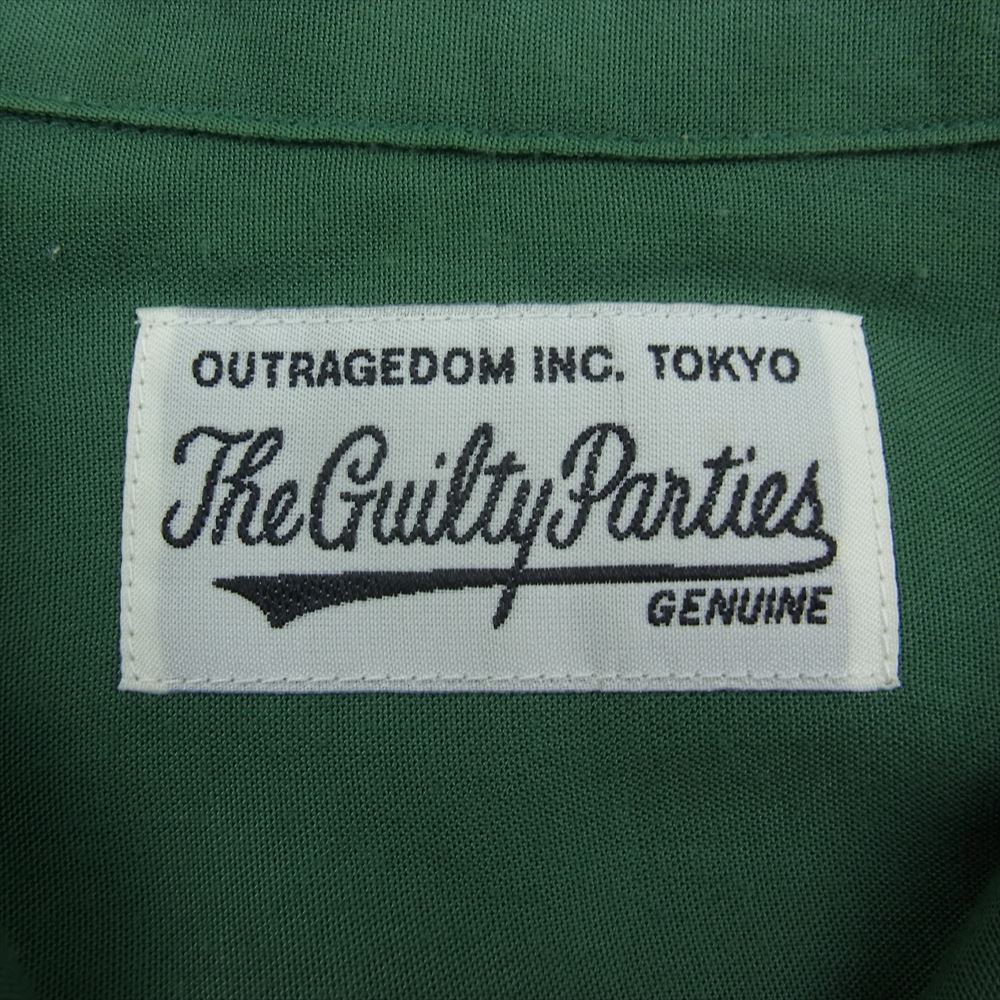 OUTRAGEDOM INC. TOKYO
The Guilty Parties
GENUINE